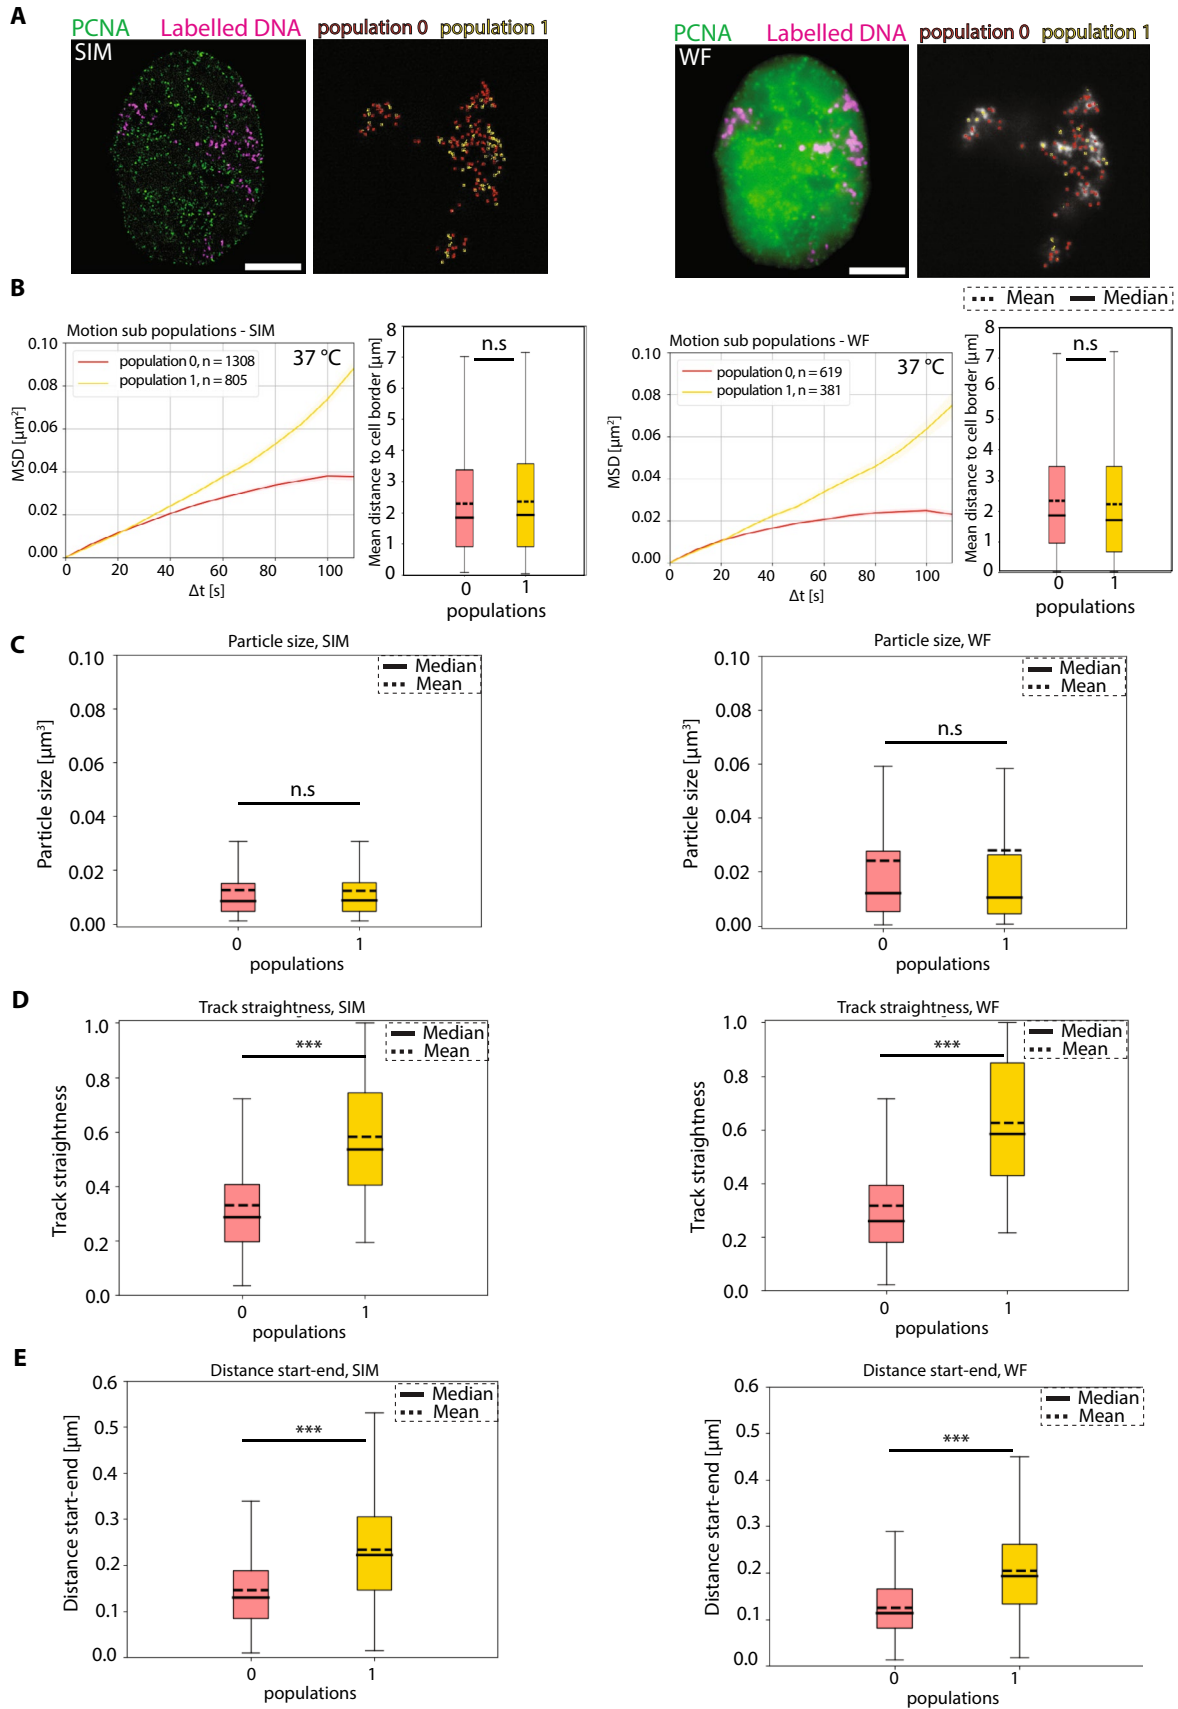 A
PCNA Labelled DNA population 0 population 1
SIM
PCNA Labelled DNA population 0 population 1
WF
B
Mean Median
Motion sub populations - SIM
population 0, n = 1308
population 1, n = 805
37 °C
MSD [µm²]
0.10
0.08
0.06
0.04
0.02
0.00
0 20 40 60 80 100
Δt [s]
Mean distance to cell border [µm]
8
7
6
5
4
3
2
1
0
n.s
0 1
populations
Motion sub populations - WF
population 0, n = 619
population 1, n = 381
37 °C
MSD [µm²]
0.10
0.08
0.06
0.04
0.02
0.00
0 20 40 60 80 100
Δt [s]
Mean distance to cell border [µm]
8
7
6
5
4
3
2
1
0
n.s
0 1
populations
C
Particle size, SIM
Median
Mean
Particle size [µm³]
0.10
0.08
0.06
0.04
0.02
0.00
n.s
0 1
populations
Particle size, WF
Median
Mean
Particle size [µm³]
0.10
0.08
0.06
0.04
0.02
0.00
n.s
0 1
populations
D
Track straightness, SIM
Median
Mean
Track straightness
1.0
0.8
0.6
0.4
0.2
0.0
***
0 1
populations
Track straightness, WF
Median
Mean
Track straightness
1.0
0.8
0.6
0.4
0.2
0.0
***
0 1
populations
E
Distance start-end, SIM
Median
Mean
Distance start-end [µm]
0.6
0.5
0.4
0.3
0.2
0.1
0.0
***
0 1
populations
Distance start-end, WF
Median
Mean
Distance start-end [µm]
0.6
0.5
0.4
0.3
0.2
0.1
0.0
***
0 1
populations